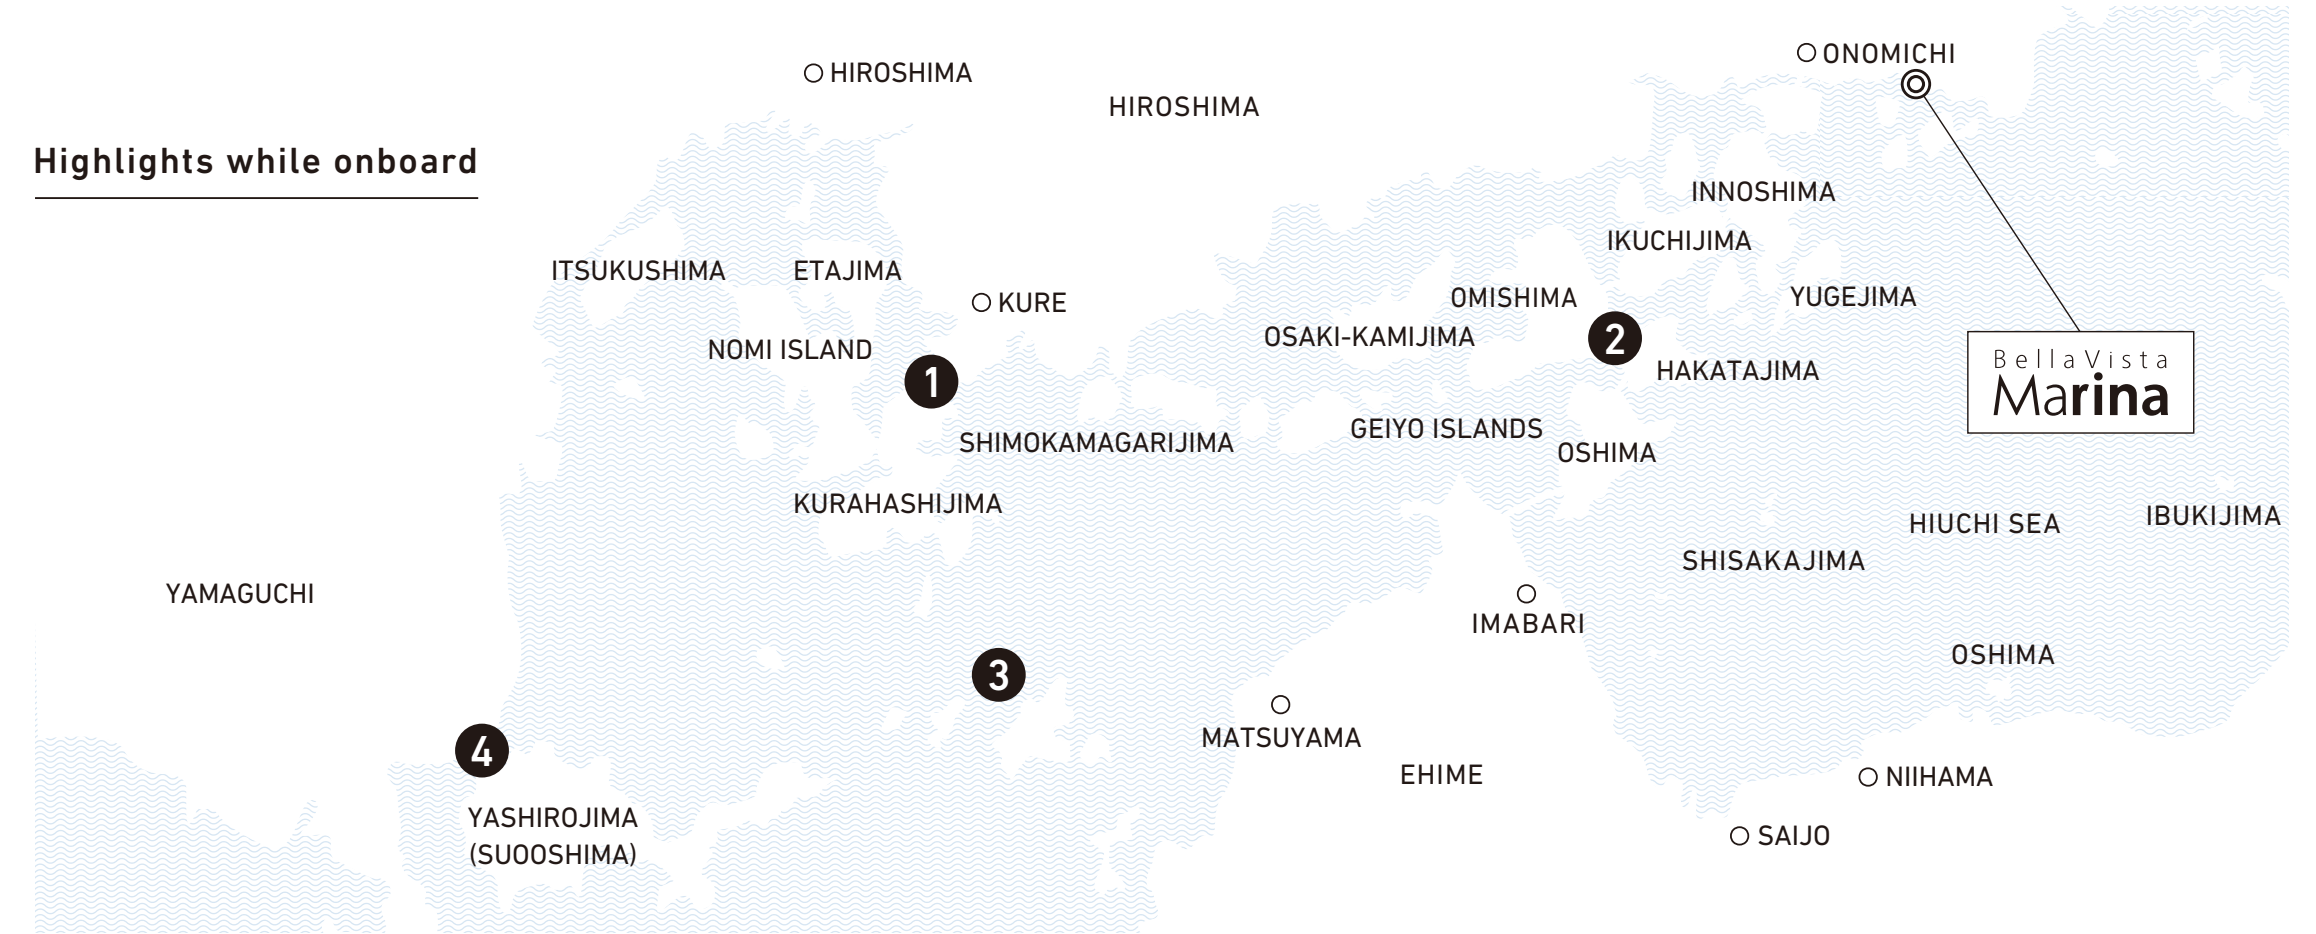 ONOMICHI
HIROSHIMA
HIROSHIMA
Highlights while onboard
INNOSHIMA
IKUCHIJIMA
ITSUKUSHIMA
ETAJIMA
KURE
OMISHIMA
YUGEJIMA
OSAKI-KAMIJIMA
2
NOMI ISLAND
1
HAKATAJIMA
BellaVista
Marina
SHIMOKAMAGARIJIMA
GEIYO ISLANDS
OSHIMA
KURAHASHIJIMA
HIUCHI SEA
IBUKIJIMA
SHISAKAJIMA
YAMAGUCHI
IMABARI
OSHIMA
3
MATSUYAMA
4
EHIME
NIIHAMA
YASHIROJIMA
(SUOOSHIMA)
SAIJO